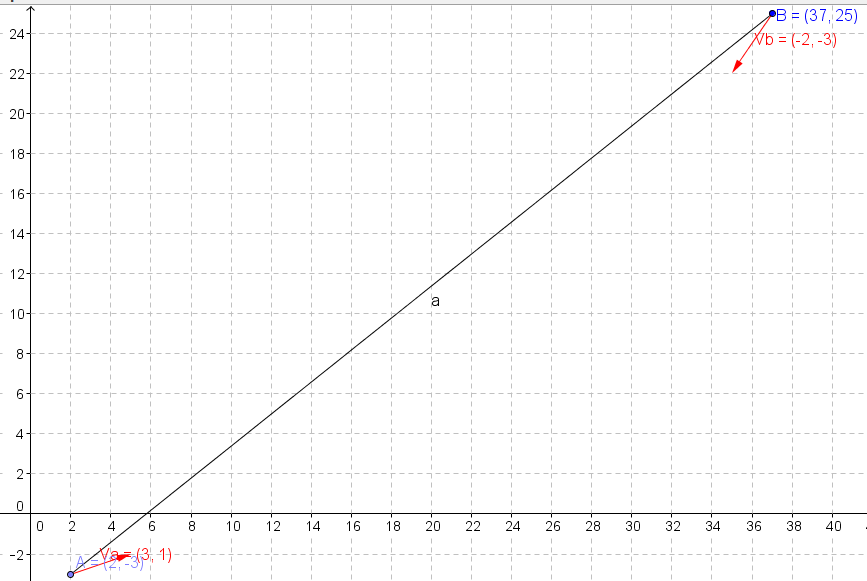 24
B = (37, 25)
Vb = (-2, -3)
22
20
18
16
14
12
10
a
8
6
4
2
0
0 2 4 6 8 10 12 14 16 18 20 22 24 26 28 30 32 34 36 38 40
-2
Va = (3, 1)
A = (2, -3)